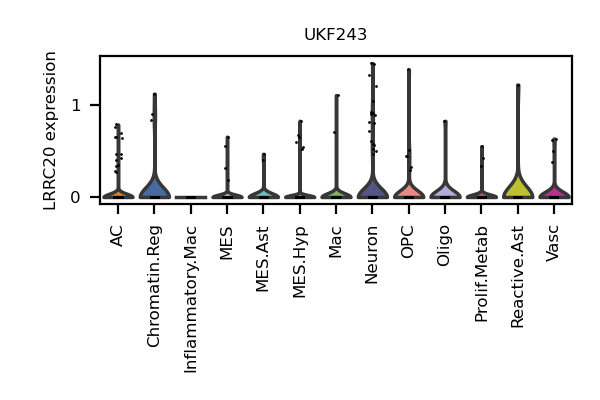 UKF243
LRRC20 expression
1
0
AC
Chromatin.Reg
Inflammatory.Mac
MES
MES.Ast
MES.Hyp
Mac
Neuron
OPC
Oligo
Prolif.Metab
Reactive.Ast
Vasc